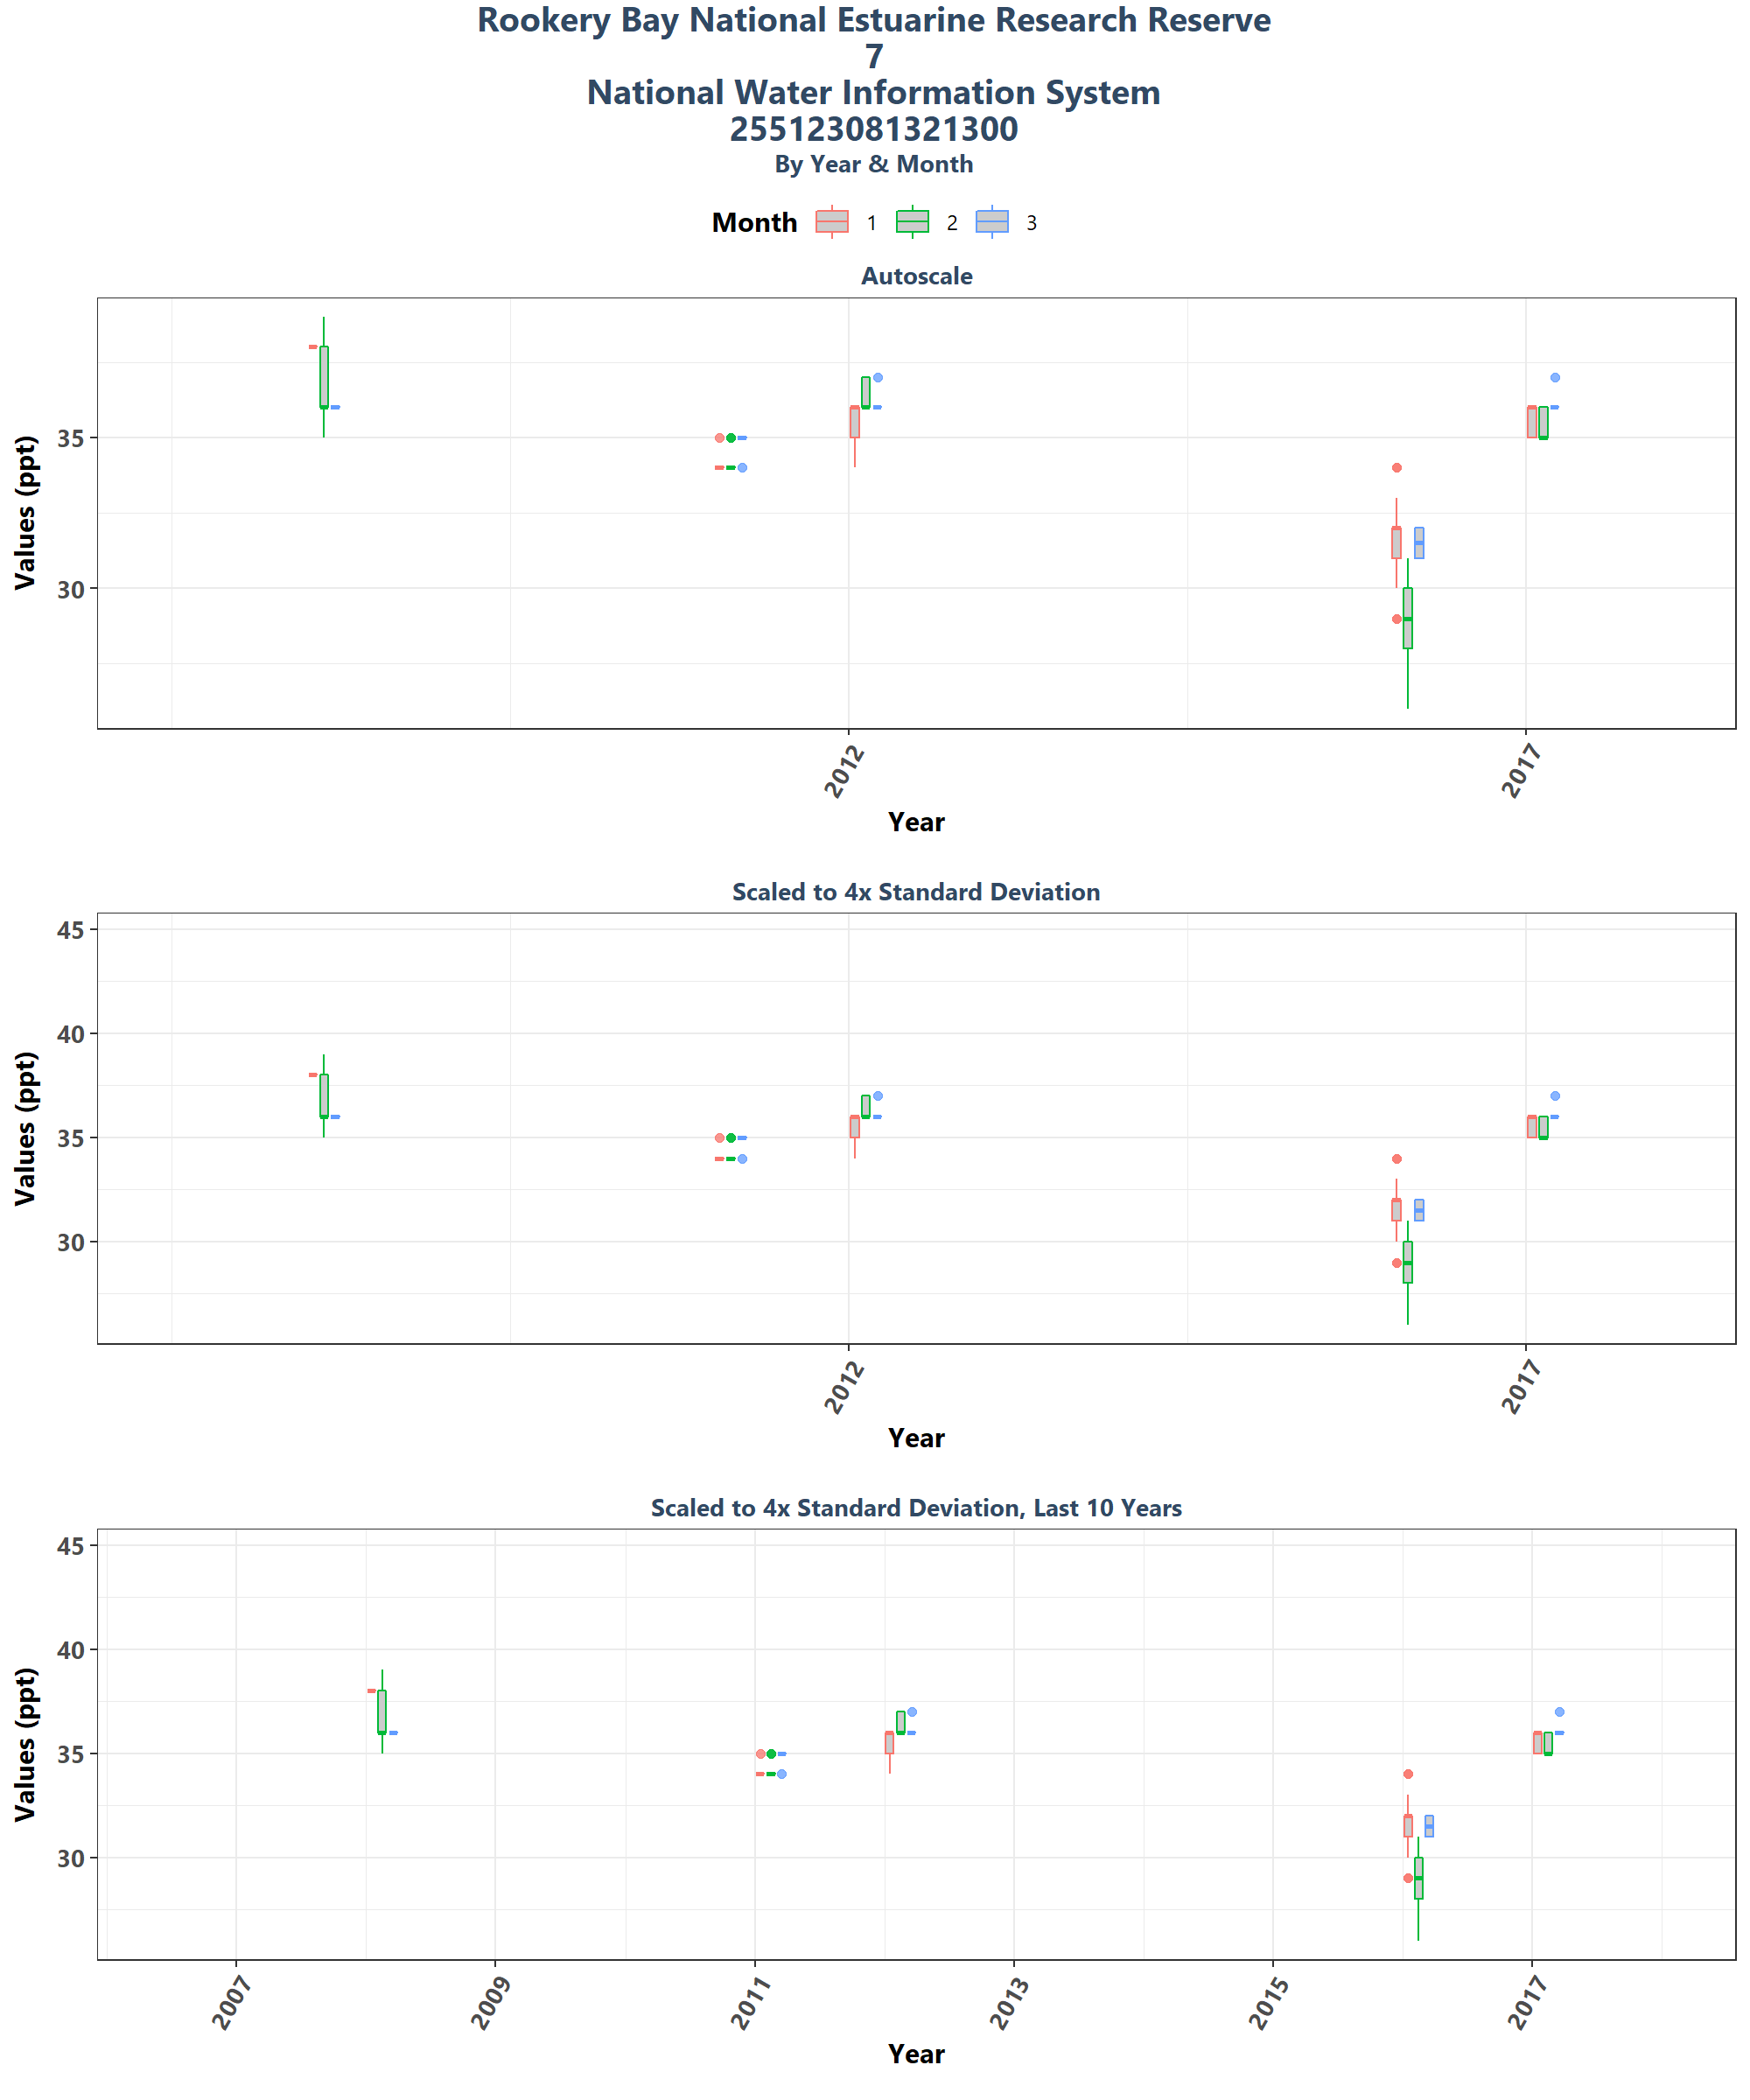 Rookery Bay National Estuarine Research Reserve
7
National Water Information System
255123081321300
By Year & Month
Month 1 2 3
Autoscale
Values (ppt)
35
30
2012 2017
Year
Scaled to 4x Standard Deviation
Values (ppt)
45
40
35
30
2012 2017
Year
Scaled to 4x Standard Deviation, Last 10 Years
Values (ppt)
45
40
35
30
2007 2009 2011 2013 2015 2017
Year